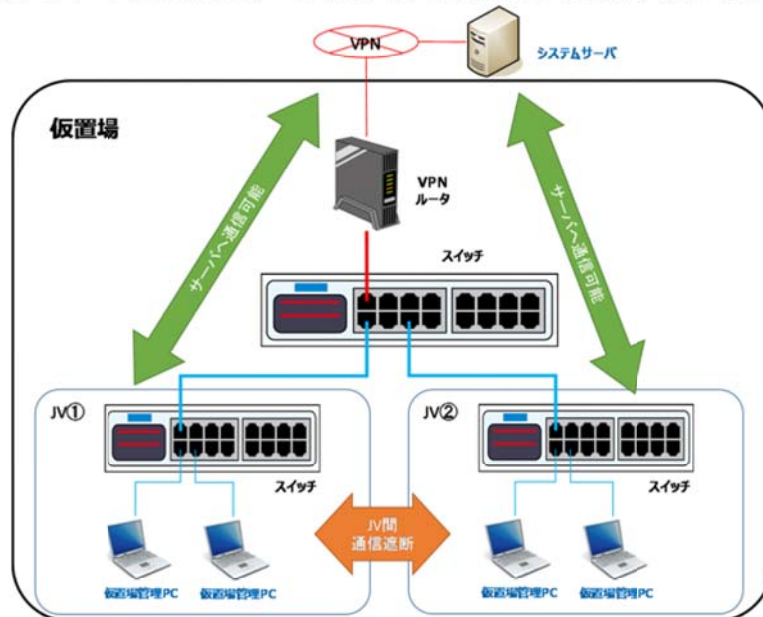 VPN
システムサーバ
仮置場
VPN
ルータ
サーバへ通信可能
サーバへ通信可能
スイッチ
JV①
スイッチ
仮置場管理PC
仮置場管理PC
JV間
通信遮断
JV②
スイッチ
仮置場管理PC
仮置場管理PC